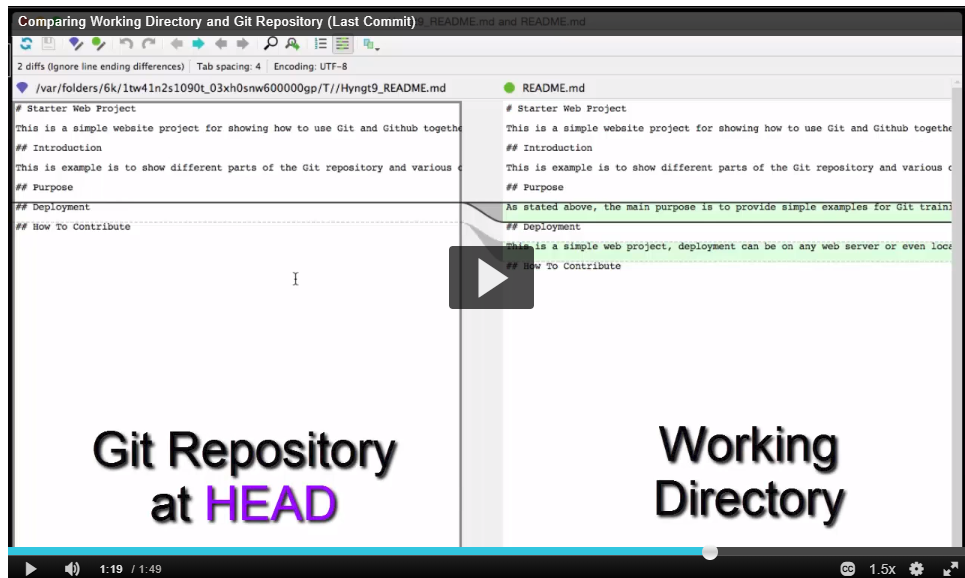 Comparing Working Directory and Git Repository (Last Commit) 9_README.md and README.md
2 diffs (Ignore line ending differences) Tab spacing: 4 Encoding: UTF-8
/var/folders/6k/1tw41n2s1090t_03xh0snw600000gp/T//Hyngt9_README.md
# Starter Web Project
This is a simple website project for showing how to use Git and Github togethe
## Introduction
This is example is to show different parts of the Git repository and various
## Purpose
## Deployment
## How To Contribute
README.md
# Starter Web Project
This is a simple website project for showing how to use Git and Github togethe
## Introduction
This is example is to show different parts of the Git repository and various
## Purpose
As stated above, the main purpose is to provide simple examples for Git traini
## Deployment
This is a simple web project, deployment can be on any web server or even loca
## How To Contribute
Git Repository
at HEAD
Working
Directory
1:19 / 1:49
CC
1.5x